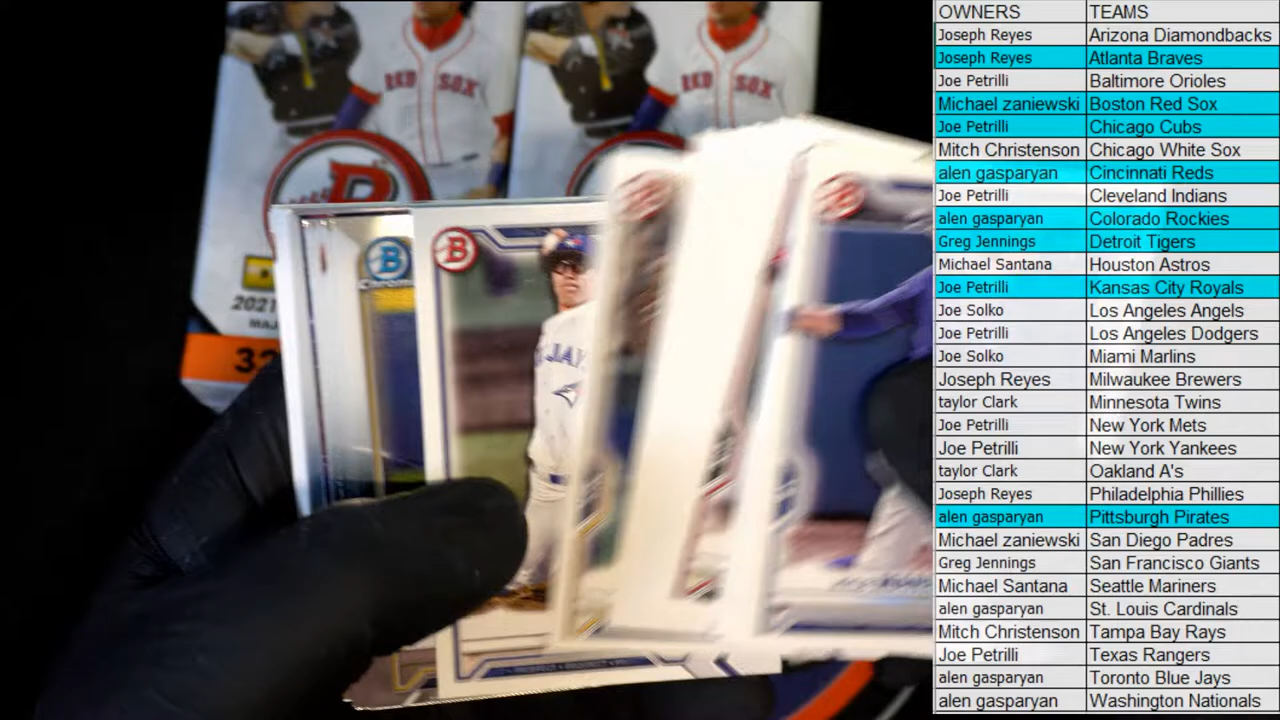 OWNERS TEAMS
Joseph Reyes Arizona Diamondbacks
Joseph Reyes Atlanta Braves
Joe Petrilli Baltimore Orioles
Michael zaniewski Boston Red Sox
Joe Petrilli Chicago Cubs
Mitch Christenson Chicago White Sox
alen gasparyan Cincinnati Reds
Joe Petrilli Cleveland Indians
alen gasparyan Colorado Rockies
Greg Jennings Detroit Tigers
Michael Santana Houston Astros
Joe Petrilli Kansas City Royals
Joe Solko Los Angeles Angels
Joe Petrilli Los Angeles Dodgers
Joe Solko Miami Marlins
Joseph Reyes Milwaukee Brewers
taylor Clark Minnesota Twins
Joe Petrilli New York Mets
Joe Petrilli New York Yankees
taylor Clark Oakland A's
Joseph Reyes Philadelphia Phillies
alen gasparyan Pittsburgh Pirates
Michael zaniewski San Diego Padres
Greg Jennings San Francisco Giants
Michael Santana Seattle Mariners
alen gasparyan St. Louis Cardinals
Mitch Christenson Tampa Bay Rays
Joe Petrilli Texas Rangers
alen gasparyan Toronto Blue Jays
alen gasparyan Washington Nationals
RED SOX
RED SOX
B
B
B
Chrome
2021
32